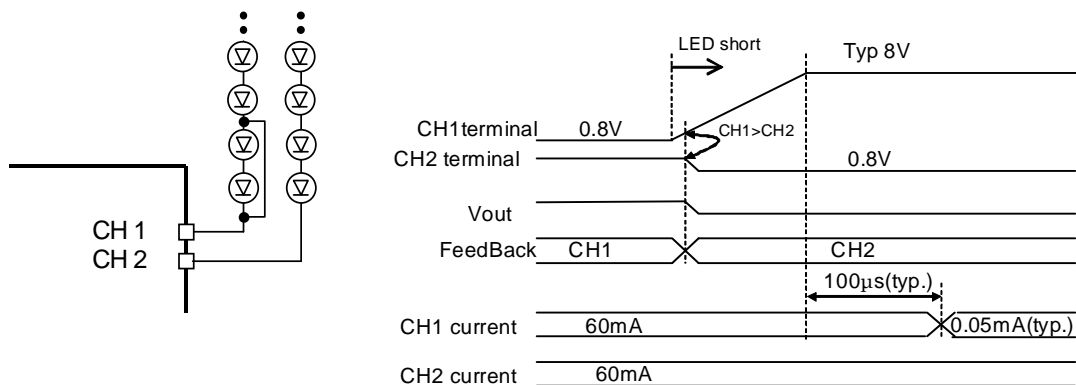 CH 1
CH 2
LED short
Typ 8V
CH1terminal
0.8V
CH1>CH2
CH2 terminal
0.8V
Vout
FeedBack
CH1
CH2
100μs(typ.)
CH1 current
60mA
0.05mA(typ.)
CH2 current
60mA